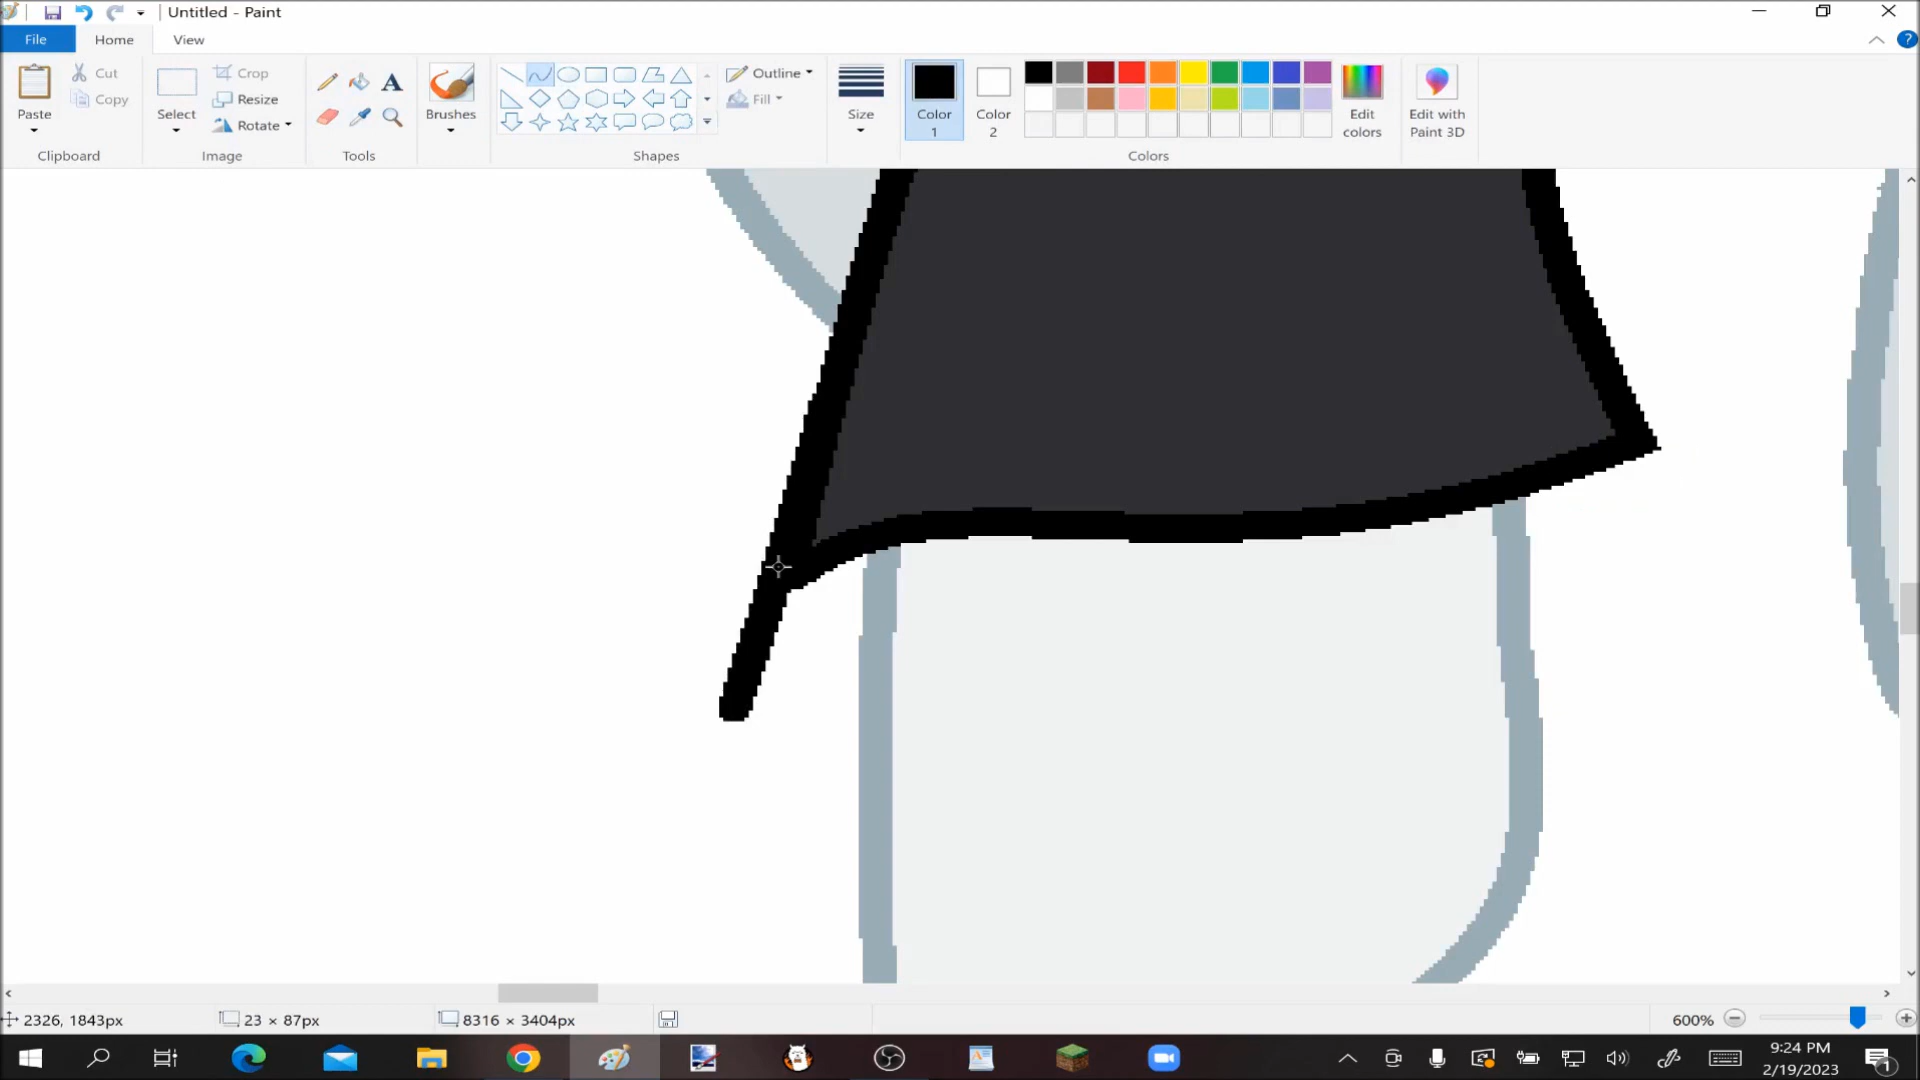 Untitled - Paint
File Home View
Paste
Cut
Copy
Clipboard
Select
Crop
Resize
Rotate
Image
Tools
Brushes
Shapes
Outline
Fill
Size
Color 1
Color 2
Colors
Edit colors
Edit with Paint 3D
2326, 1843px 23 × 87px 8316 × 3404px 600%
9:24 PM
2/19/2023
1